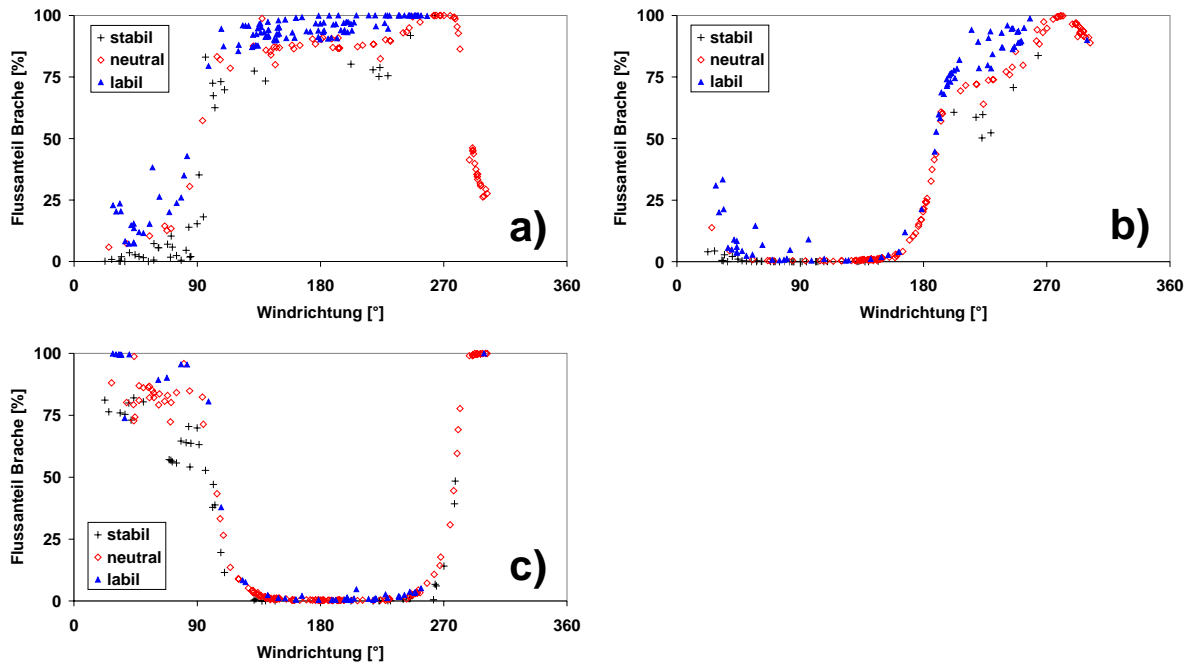 Flussanteil Brache [%]
100
75
50
25
0
stabil
neutral
labil
a)
0 90 180 270 360
Windrichtung [°]
Flussanteil Brache [%]
100
75
50
25
0
stabil
neutral
labil
b)
0 90 180 270 360
Windrichtung [°]
Flussanteil Brache [%]
100
75
50
25
0
stabil
neutral
labil
c)
0 90 180 270 360
Windrichtung [°]